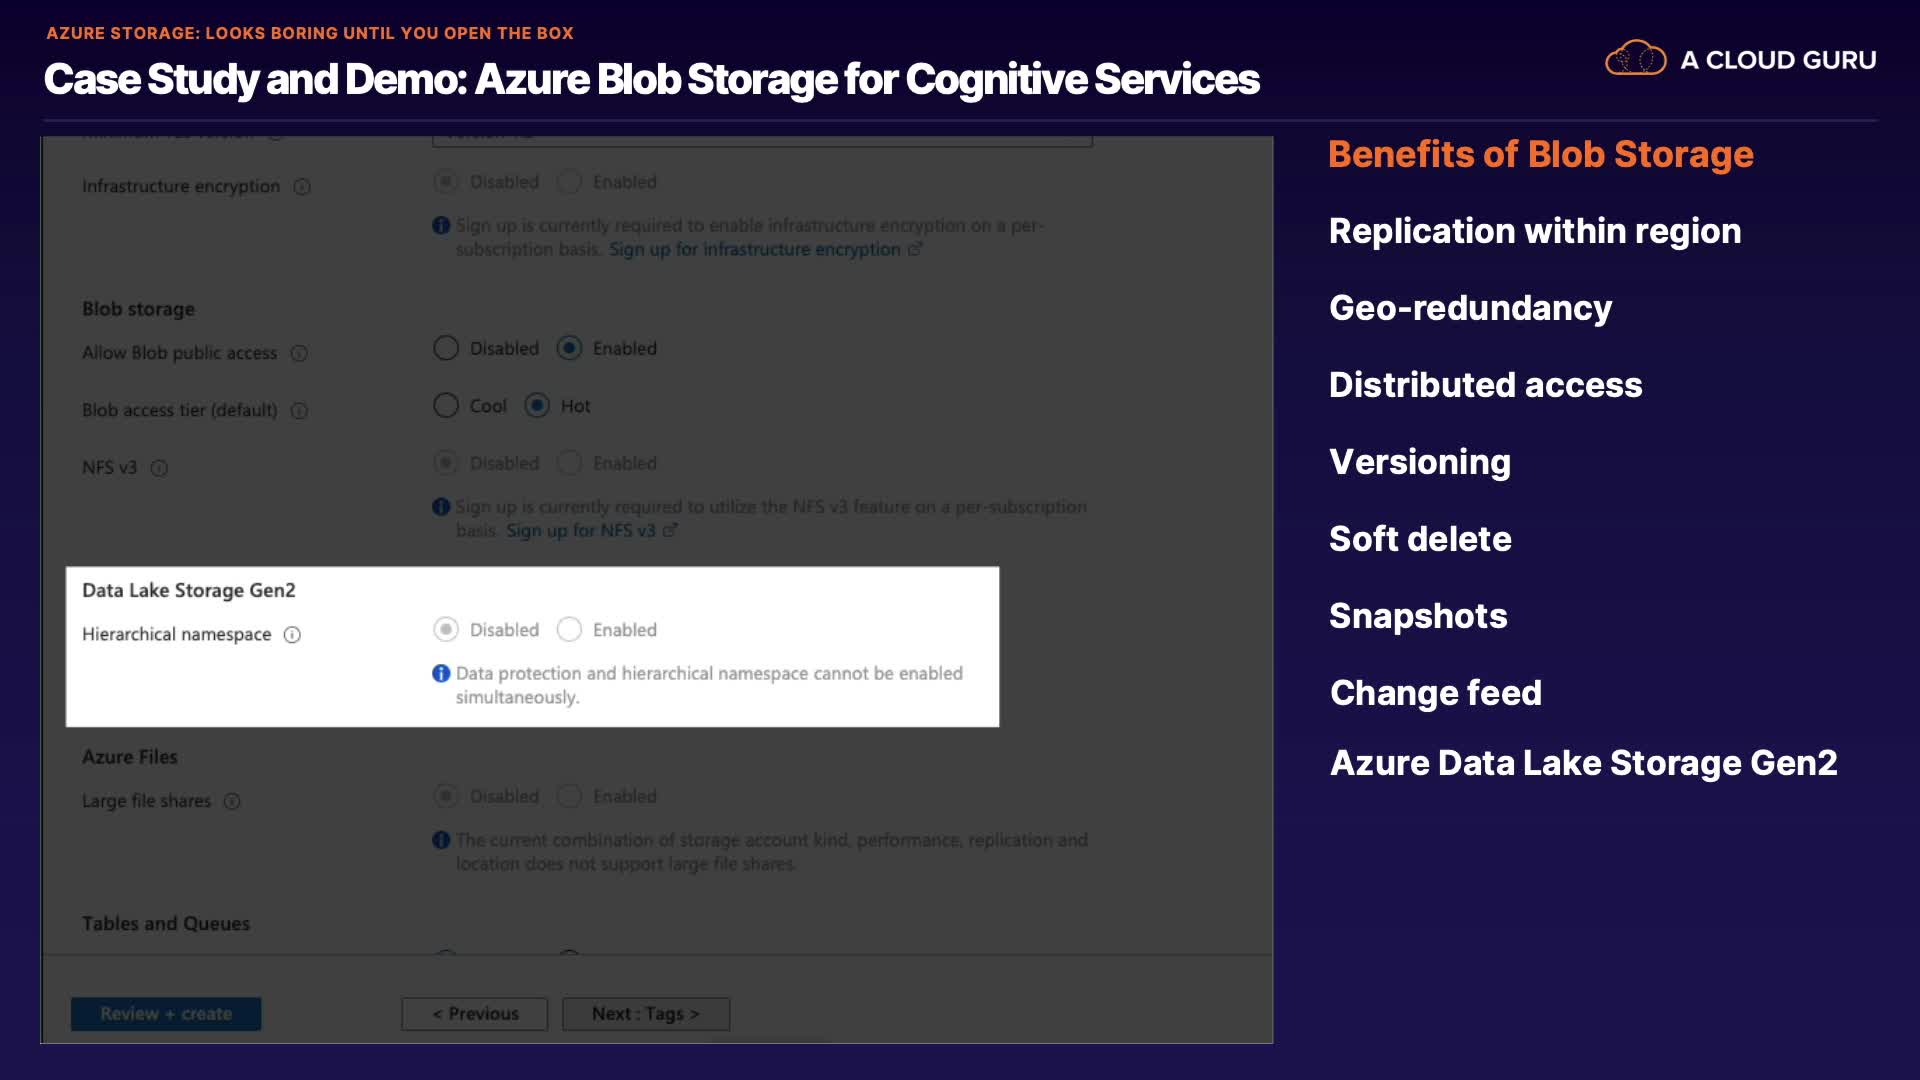 AZURE STORAGE: LOOKS BORING UNTIL YOU OPEN THE BOX
Case Study and Demo: Azure Blob Storage for Cognitive Services
A CLOUD GURU
Infrastructure encryption
Disabled Enabled
Sign up is currently required to enable infrastructure encryption on a per-
subscription basis. Sign up for infrastructure encryption
Blob storage
Allow Blob public access
Disabled Enabled
Blob access tier (default)
Cool Hot
NFS v3
Disabled Enabled
Sign up is currently required to utilize the NFS v3 feature on a per-subscription
basis. Sign up for NFS v3
Data Lake Storage Gen2
Hierarchical namespace
Disabled Enabled
Data protection and hierarchical namespace cannot be enabled
simultaneously.
Azure Files
Large file shares
Disabled Enabled
The current combination of storage account kind, performance, replication and
location does not support large file shares.
Tables and Queues
Review + create
< Previous
Next : Tags >
Benefits of Blob Storage
Replication within region
Geo-redundancy
Distributed access
Versioning
Soft delete
Snapshots
Change feed
Azure Data Lake Storage Gen2